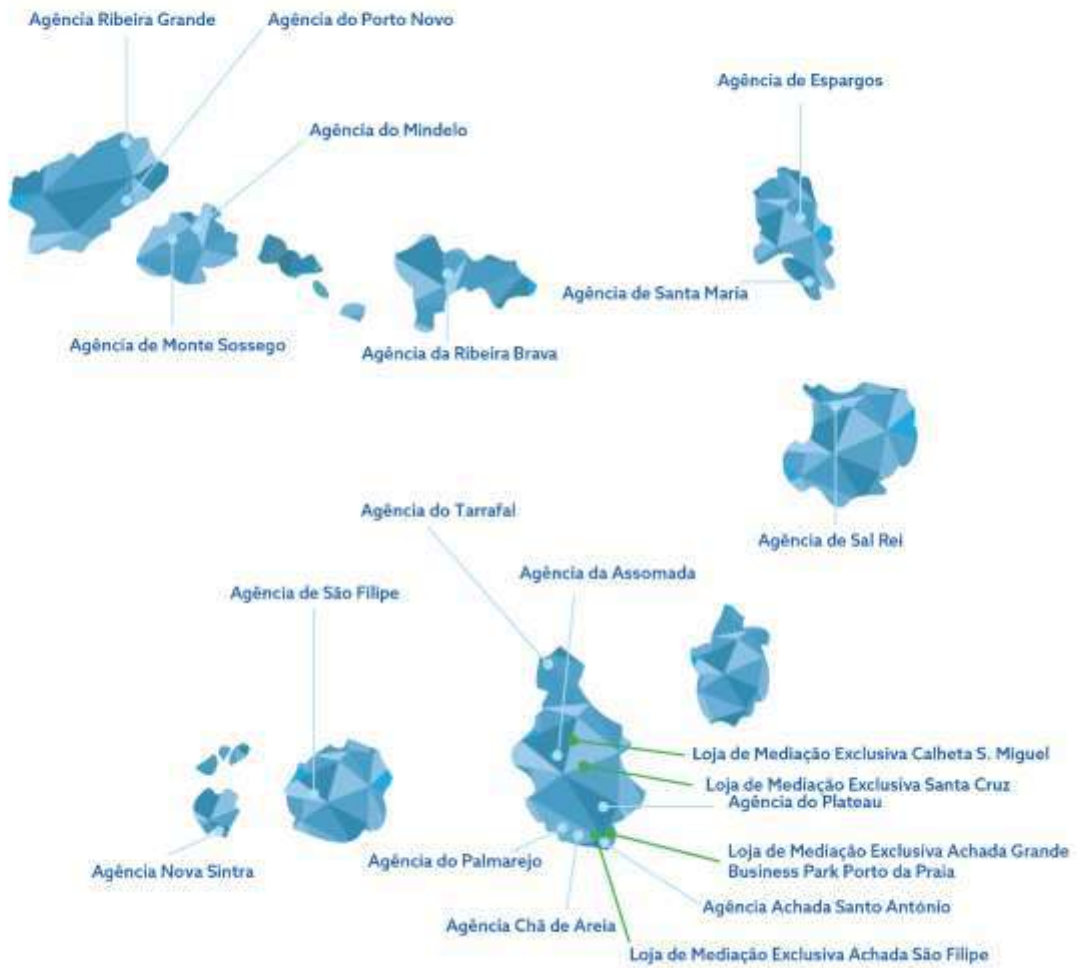 Agência Ribeira Grande
Agência do Porto Novo
Agência de Espargos
Agência do Mindelo
Agência de Santa Maria
Agência de Monte Sossego
Agência da Ribeira Brava
Agência do Tarrafal
Agência de Sal Rei
Agência da Assomada
Agência de São Filipe
Loja de Mediação Exclusiva Calheta S. Miguel
Loja de Mediação Exclusiva Santa Cruz
Agência do Plateau
Agência do Palmarejo
Loja de Mediação Exclusiva Achada Grande
Business Park Porto da Praia
Agência Nova Sintra
Agência Achada Santo António
Agência Chã de Areia
Loja de Mediação Exclusiva Achada São Filipe